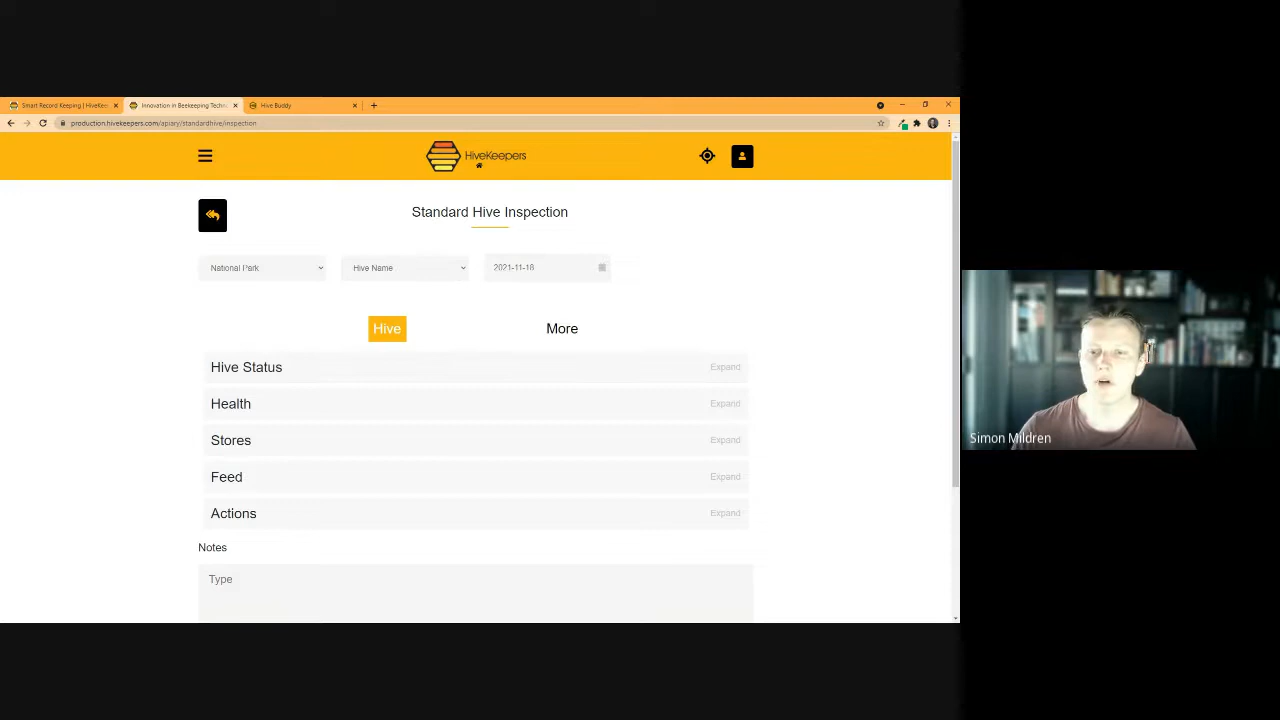 Smart Record Keeping | HiveKee
Innovation in Beekeeping Techn
Hive Buddy
production.hivekeepers.com/apiary/standardhive/inspection
HiveKeepers
Standard Hive Inspection
National Park
Hive Name
2021-11-18
Hive
More
Hive Status
Expand
Health
Expand
Stores
Expand
Feed
Expand
Actions
Expand
Notes
Type
Simon Mildren